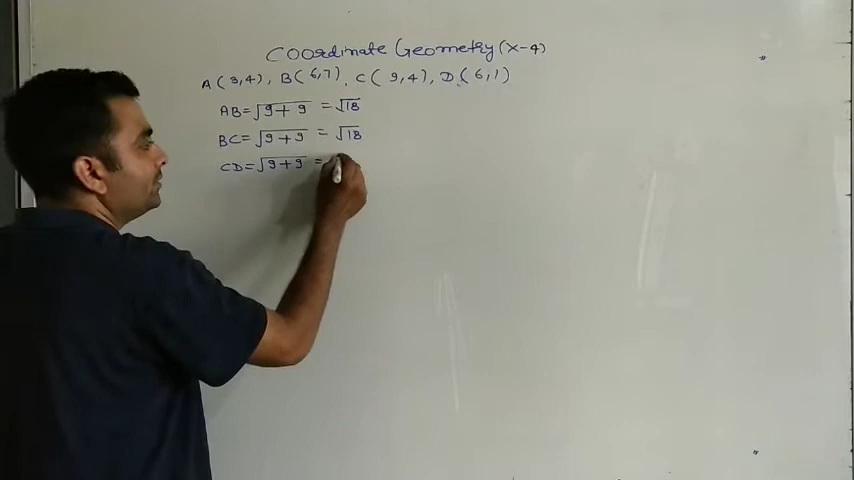 Coordinate Geometry (X-4)
A(3,4), B(6,7), C(9,4), D(6,1)
AB=√9+9 =√18
BC=√9+9 =√18
CD=√9+9 =